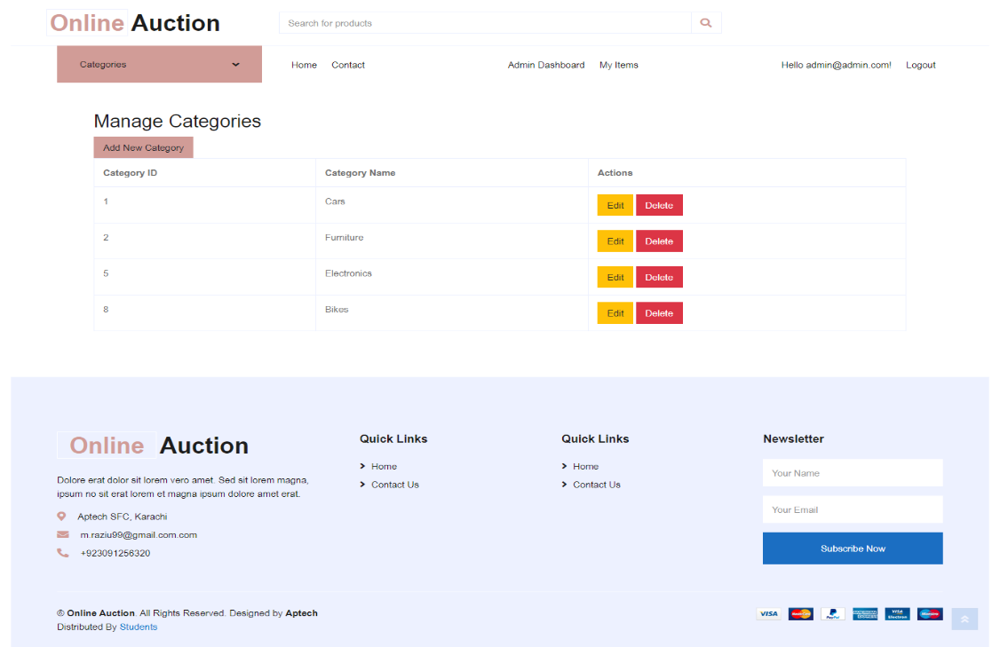 Online Auction
Search for products
Categories
Home Contact Admin Dashboard My Items Hello admin@admin.com! Logout
Manage Categories
Add New Category
Category ID Category Name Actions
1 Cars Edit Delete
2 Furniture Edit Delete
5 Electronics Edit Delete
8 Bikes Edit Delete
Online Auction
Dolore erat dolor sit lorem vero amet. Sed sit lorem magna,
ipsum no sit erat lorem et magna ipsum dolore amet erat.
Aptech SFC, Karachi
m.raziu99@gmail.com.com
+923091256320
Quick Links
Home
Contact Us
Quick Links
Home
Contact Us
Newsletter
Your Name
Your Email
Subscribe Now
© Online Auction. All Rights Reserved. Designed by Aptech
Distributed By Students
VISA
MasterCard
PayPal
AMERICAN EXPRESS
VISA Electron
Maestro